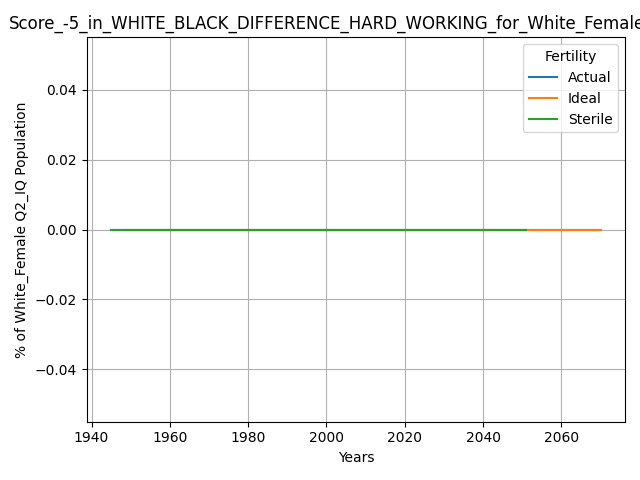 Score_-5_in_WHITE_BLACK_DIFFERENCE_HARD_WORKING_for_White_Female
Fertility
Actual
Ideal
Sterile
% of White_Female Q2_IQ Population
0.04
0.02
0.00
−0.02
−0.04
1940 1960 1980 2000 2020 2040 2060
Years